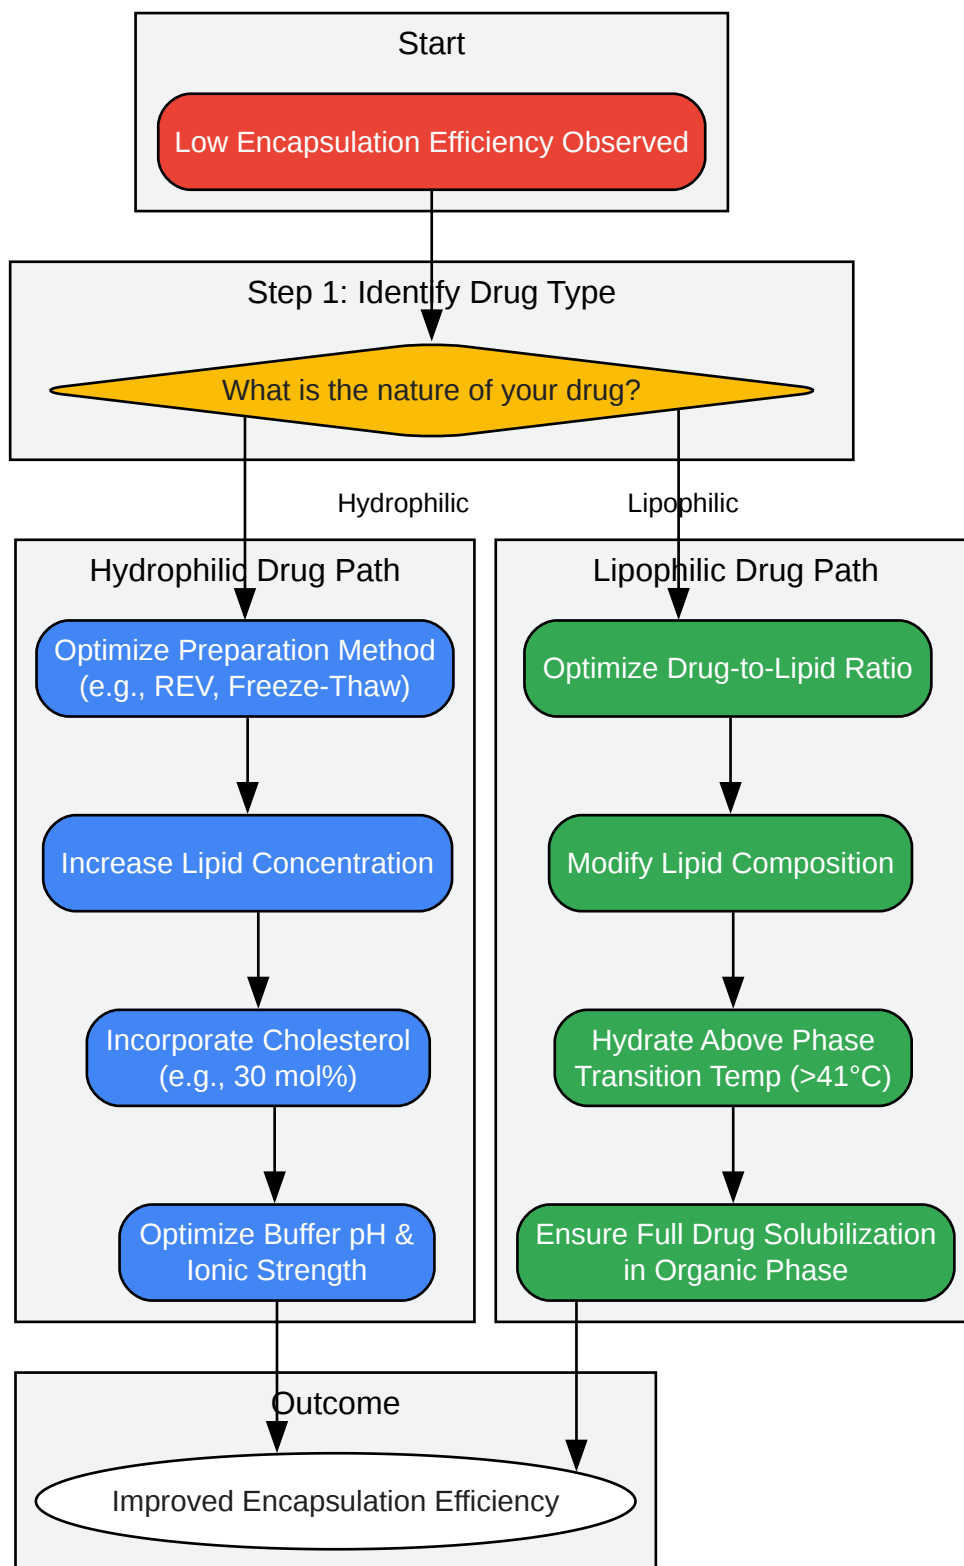 Start
Low Encapsulation Efficiency Observed
Step 1: Identify Drug Type
What is the nature of your drug?
Hydrophilic
Lipophilic
Hydrophilic Drug Path
Optimize Preparation Method
(e.g., REV, Freeze-Thaw)
Increase Lipid Concentration
Incorporate Cholesterol
(e.g., 30 mol%)
Optimize Buffer pH &
Ionic Strength
Lipophilic Drug Path
Optimize Drug-to-Lipid Ratio
Modify Lipid Composition
Hydrate Above Phase
Transition Temp (>41°C)
Ensure Full Drug Solubilization
in Organic Phase
Outcome
Improved Encapsulation Efficiency